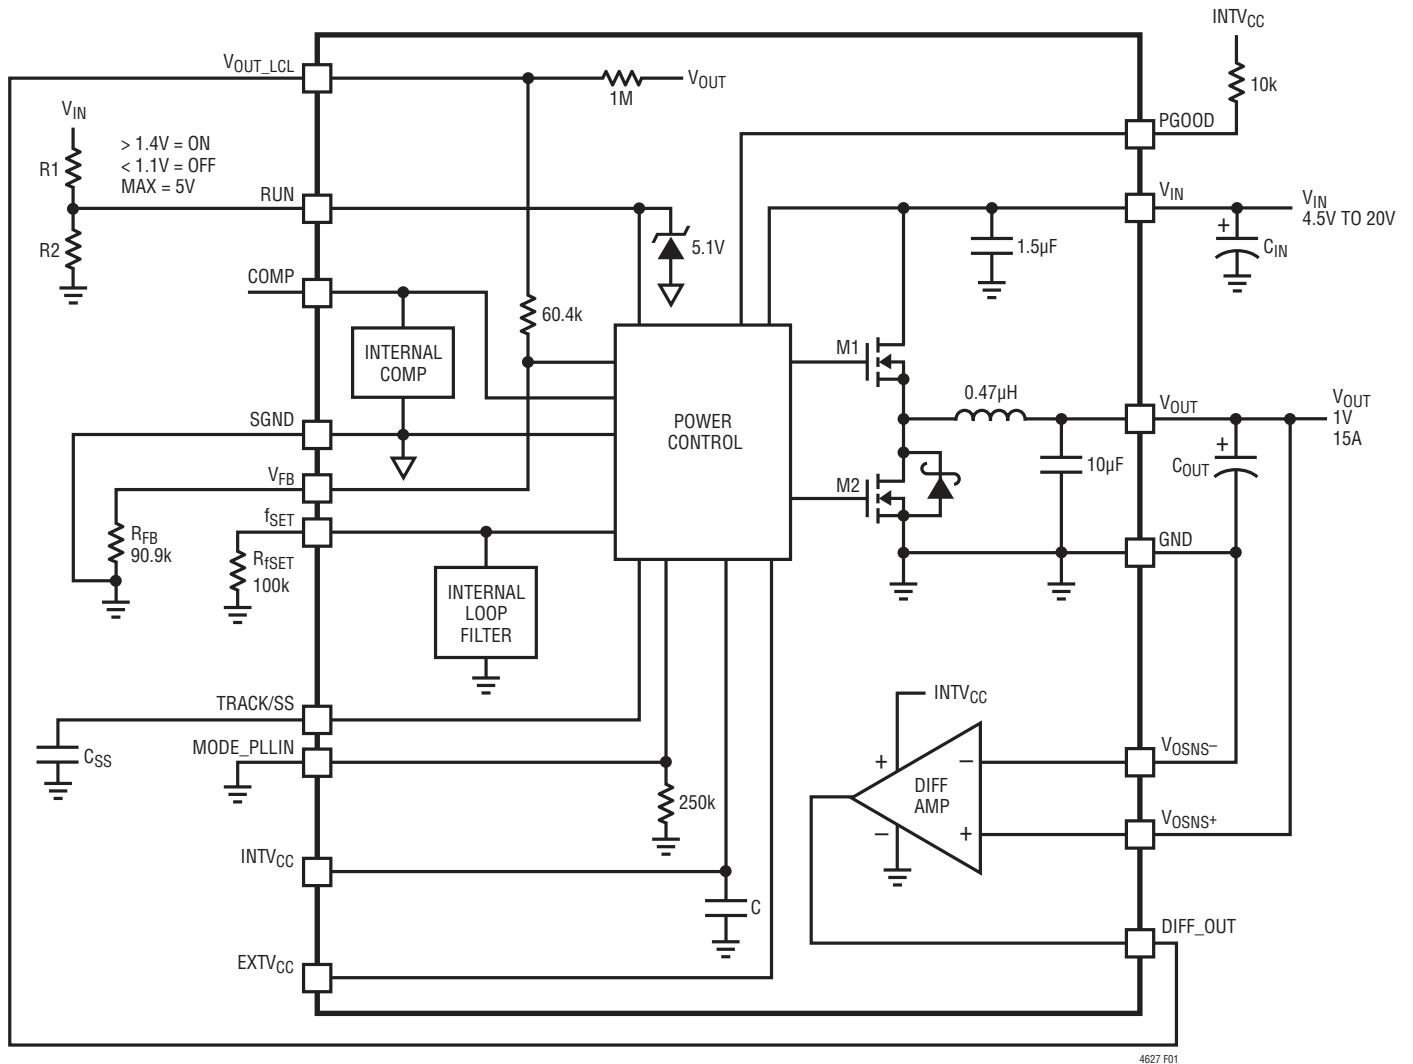 INTVCC
10k
PGOOD
VOUT_LCL
1M
VOUT
VIN
R1
R2
> 1.4V = ON
< 1.1V = OFF
MAX = 5V
RUN
5.1V
COMP
60.4k
INTERNAL
COMP
SGND
VFB
fSET
RFB
90.9k
RfSET
100k
INTERNAL
LOOP
FILTER
POWER
CONTROL
VIN
VIN
4.5V TO 20V
1.5µF
CIN
M1
0.47µH
VOUT
VOUT
1V
15A
M2
10µF
COUT
GND
+
+
TRACK/SS
CSS
MODE_PLLIN
250k
INTVCC
C
EXTVCC
INTVCC
+
–
DIFF
AMP
–
+
VOSNS–
VOSNS+
DIFF_OUT
4627 F01